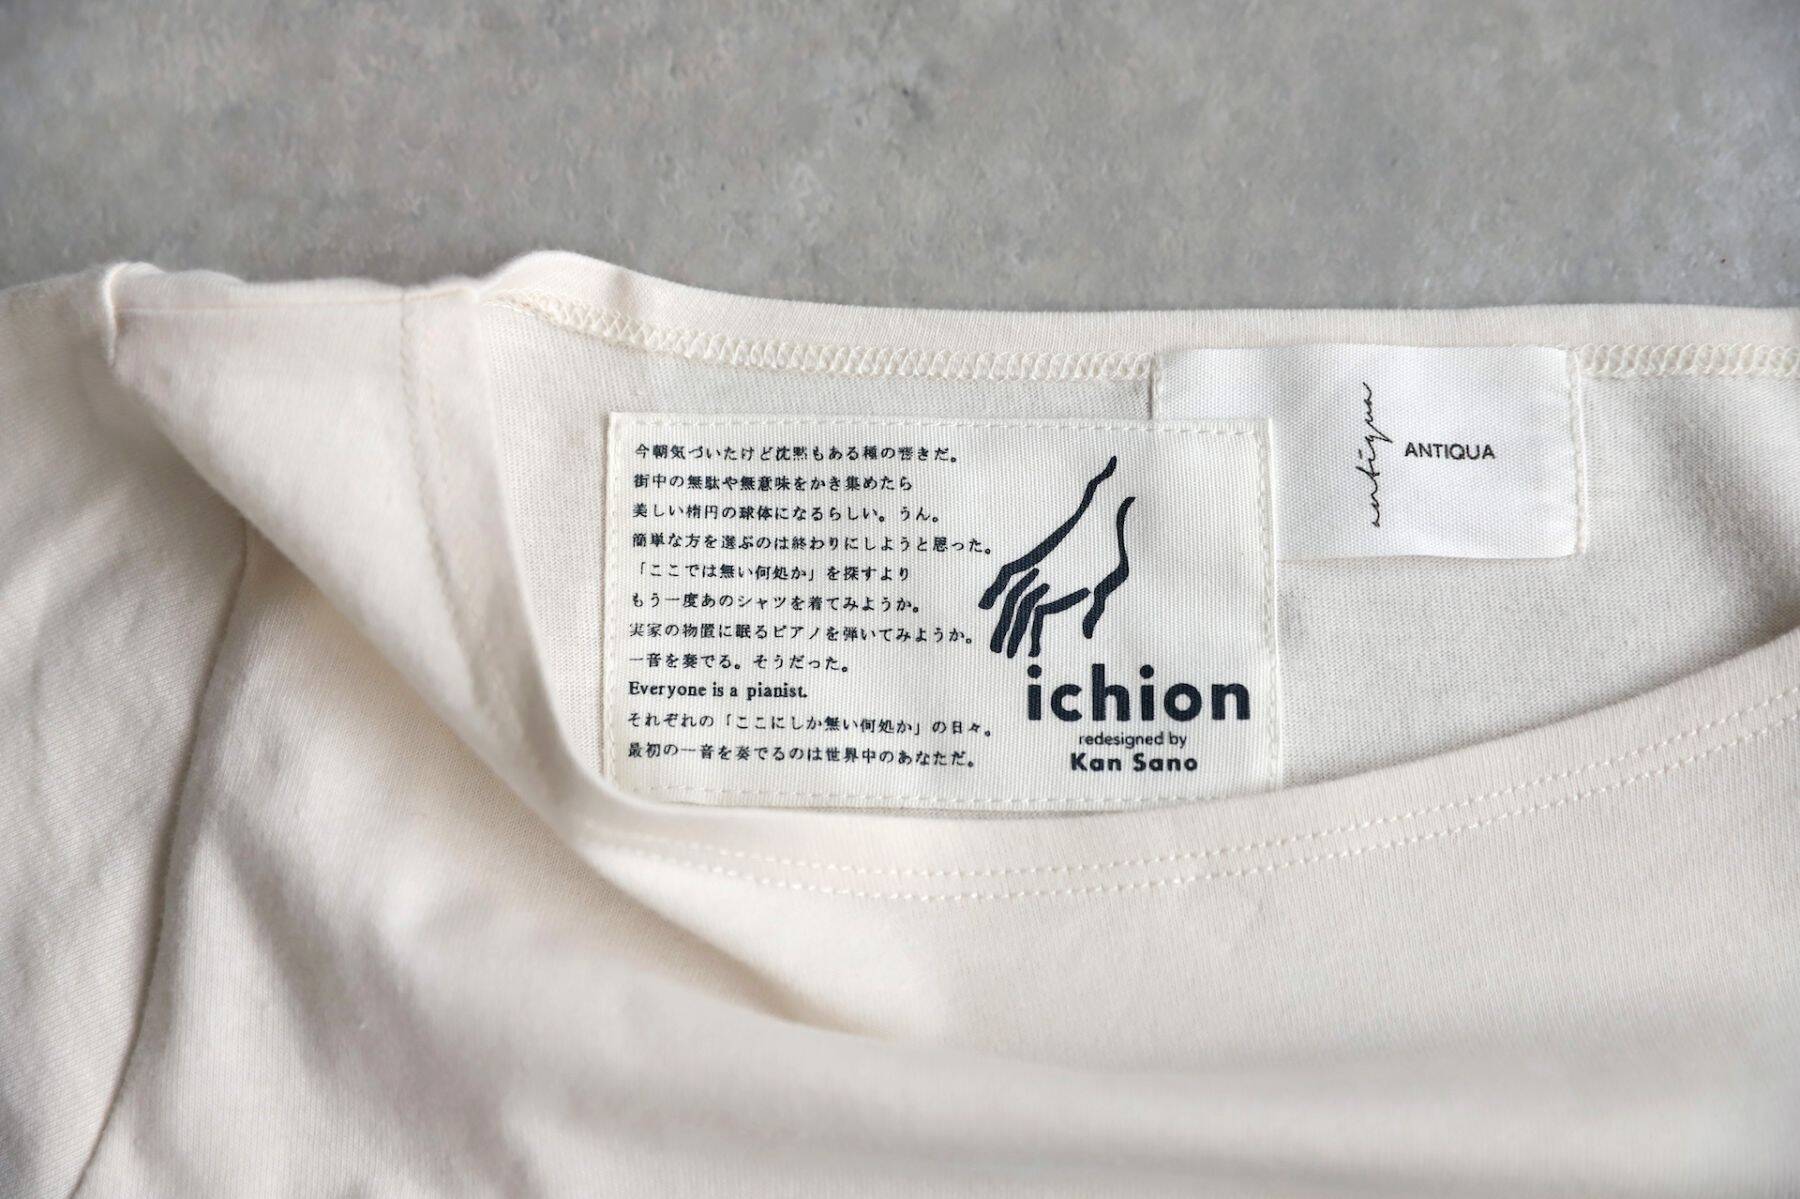 今朝気づいたけど沈黙もある種の響きだ。
街中の無駄や無意味をかき集めたら
美しい楕円の球体になるらしい。うん。
簡単な方を選ぶのは終わりにしようと思った。
「ここでは無い何処か」を探すより
もう一度あのシャツを着てみようか。
実家の物置に眠るピアノを弾いてみようか。
一音を奏でる。そうだった。
Everyone is a pianist.
それぞれの「ここにしか無い何処か」の日々。
最初の一音を奏でるのは世界中のあなただ。
ichion
redesigned by
Kan Sano
antiqua
ANTIQUA